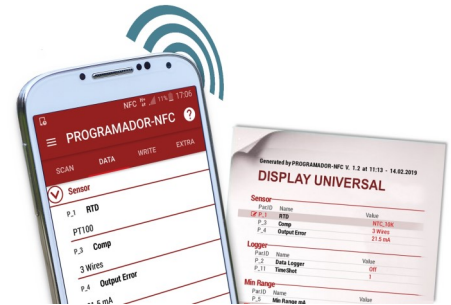 NFC 11% 17:06
PROGRAMADOR-NFC ?
SCAN DATA WRITE EXTRA
Sensor
P_1 RTD
PT100
P_3 Comp
3 Wires
P_4 Output Error
21.5 mA
Generated by PROGRAMADOR-NFC V. 1.2 at 11:13 - 14.02.2019
DISPLAY UNIVERSAL
Sensor
ParID Name Value
P_1 RTD NTC_10K
P_3 Comp 3 Wires
P_4 Output Error 21.5 mA
Logger
ParID Name Value
P_2 Data Logger Off
P_11 TimeShot 1
Min Range
ParID Name Value
P_5 Min Range mA